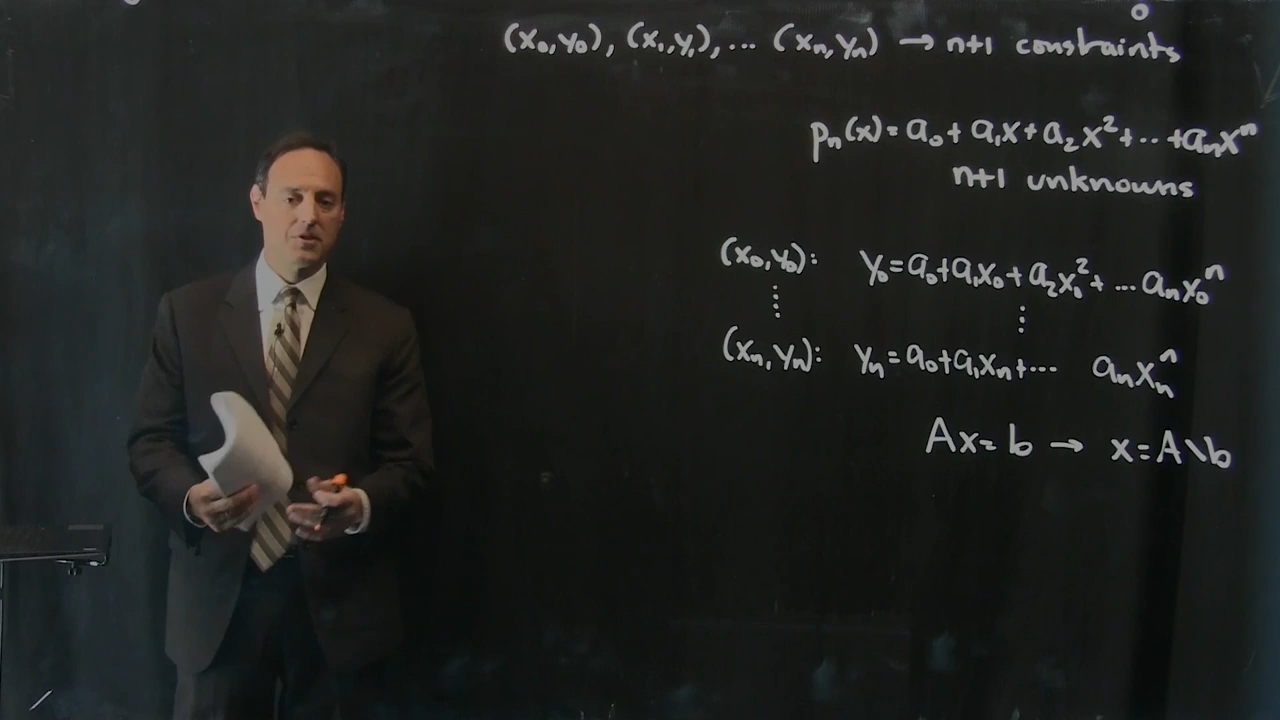 (x₀,y₀), (x₁,y₁),... (xₙ,yₙ) → n+1 constraints
pₙ(x)= a₀+ a₁x+ a₂x²+...+aₙxⁿ
n+1 unknowns
(x₀,y₀): y₀=a₀+a₁x₀+a₂x₀²+ ... aₙx₀ⁿ
⋮ ⋮
(xₙ,yₙ): yₙ=a₀+a₁xₙ+... aₙxₙⁿ
Ax=b → x=A\b